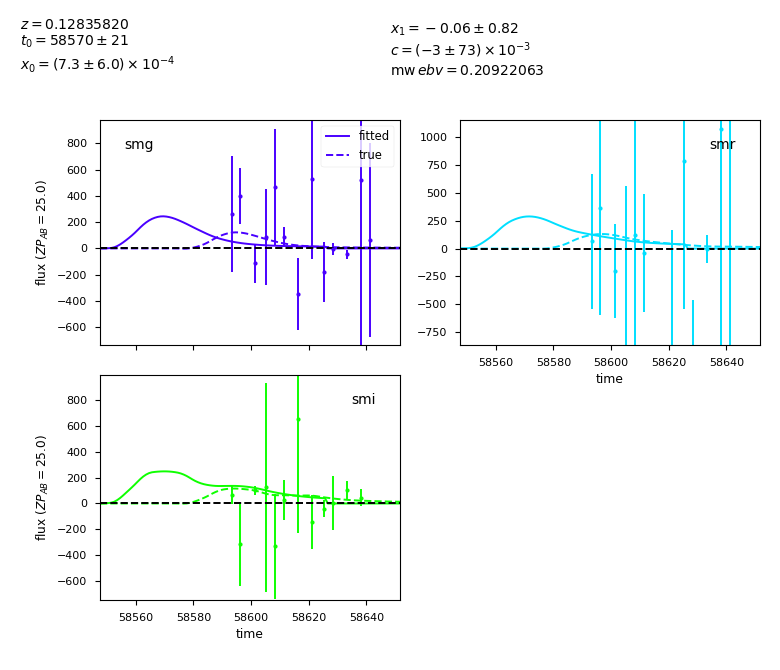 z = 0.12835820
t₀ = 58570 ± 21
x₀ = (7.3 ± 6.0) × 10⁻⁴
x₁ = −0.06 ± 0.82
c = (−3 ± 73) × 10⁻³
mw ebv = 0.20922063
smg
fitted
true
800
600
400
200
0
−200
−400
−600
flux (ZP_AB = 25.0)
smr
1000
750
500
250
0
−250
−500
−750
58560 58580 58600 58620 58640
time
smi
800
600
400
200
0
−200
−400
−600
flux (ZP_AB = 25.0)
58560 58580 58600 58620 58640
time